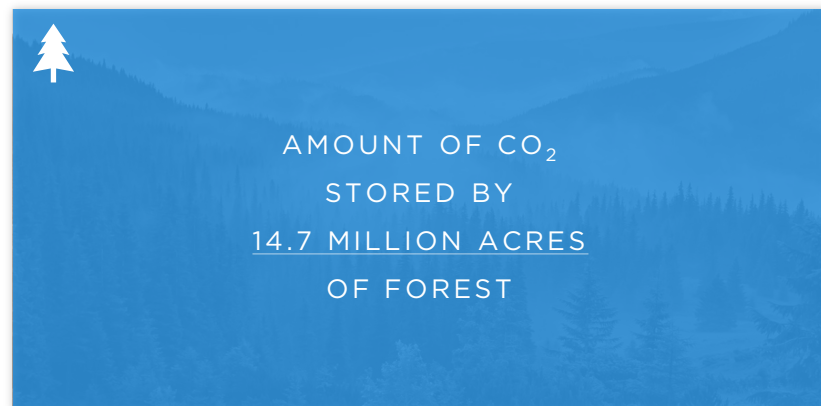 AMOUNT OF CO₂
STORED BY
14.7 MILLION ACRES
OF FOREST